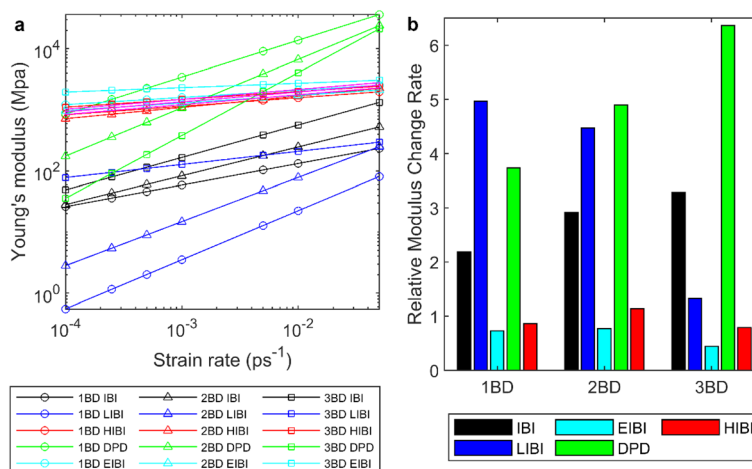 a
Young's modulus (Mpa)
10^4
10^2
10^0
10^-4
10^-3
10^-2
Strain rate (ps^-1)
1BD IBI
2BD IBI
3BD IBI
1BD LIBI
2BD LIBI
3BD LIBI
1BD HIBI
2BD HIBI
3BD HIBI
1BD DPD
2BD DPD
3BD DPD
1BD EIBI
2BD EIBI
3BD EIBI
b
Relative Modulus Change Rate
6
5
4
3
2
1
0
1BD
2BD
3BD
IBI
EIBI
HIBI
LIBI
DPD